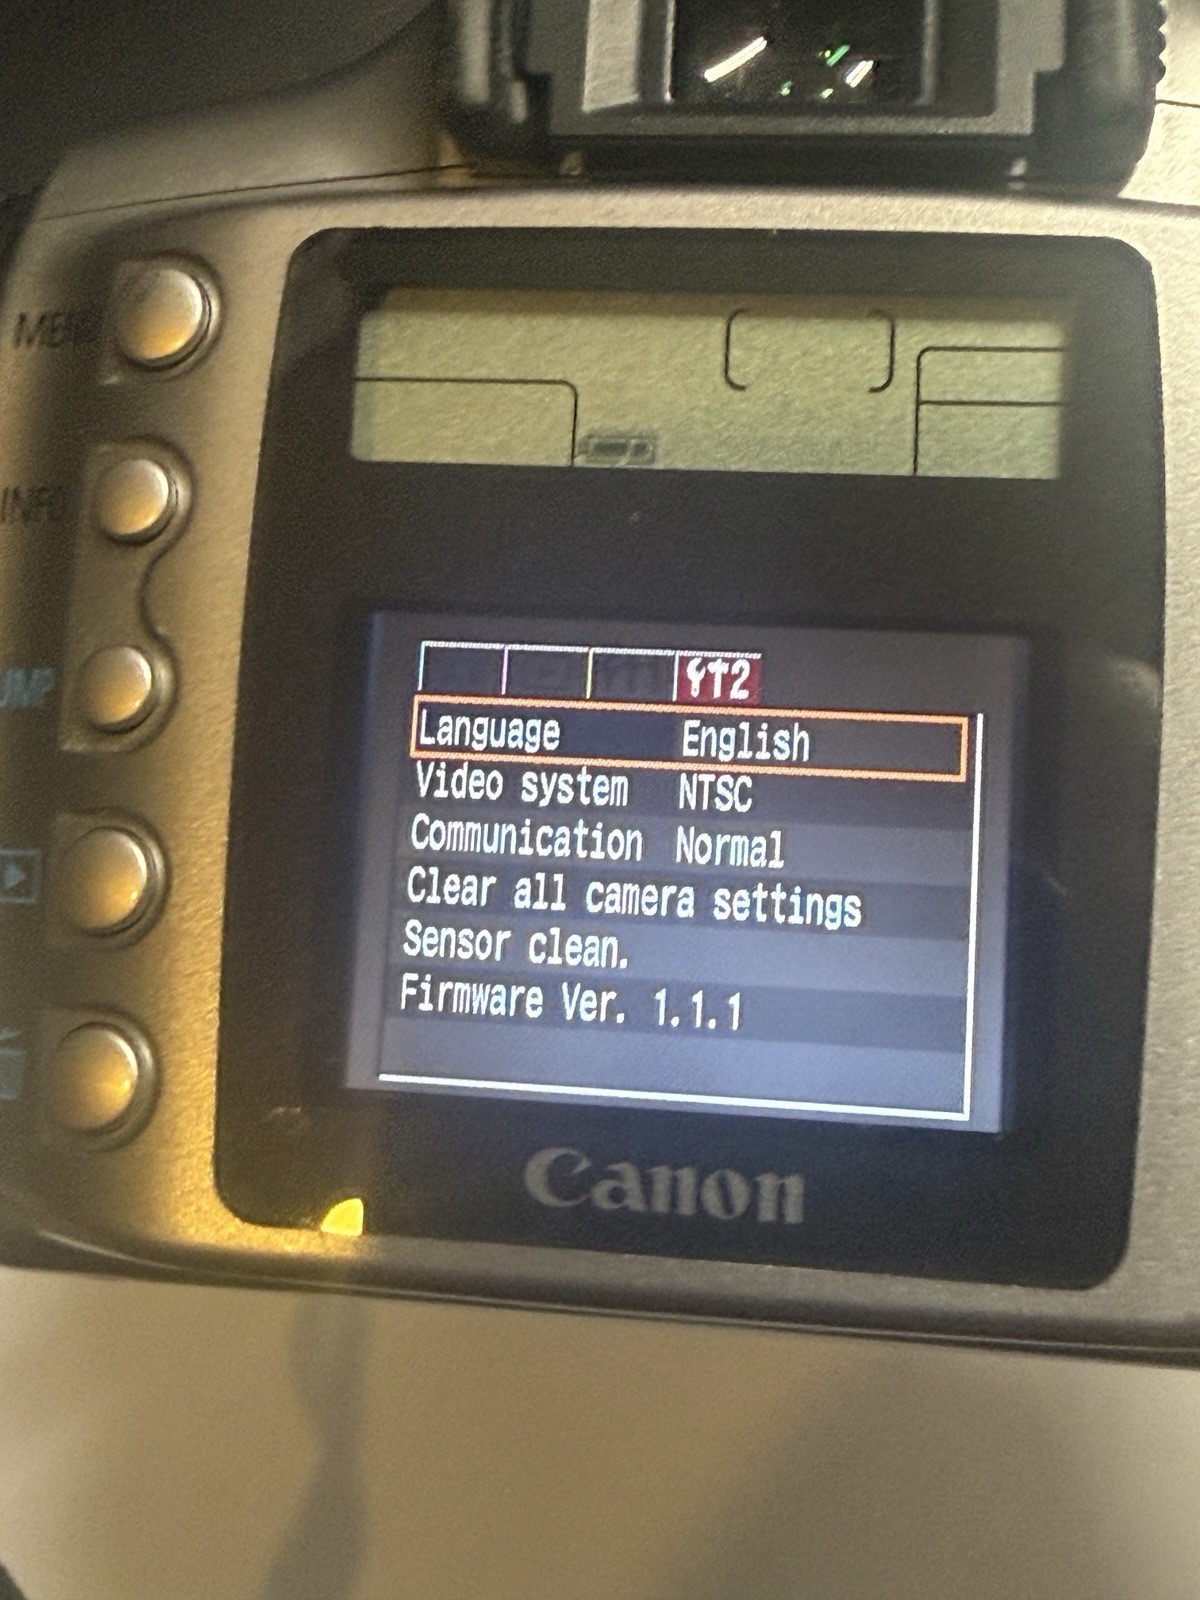 MENU
INFO
JUMP
2
Language English
Video system NTSC
Communication Normal
Clear all camera settings
Sensor clean.
Firmware Ver. 1.1.1
Canon